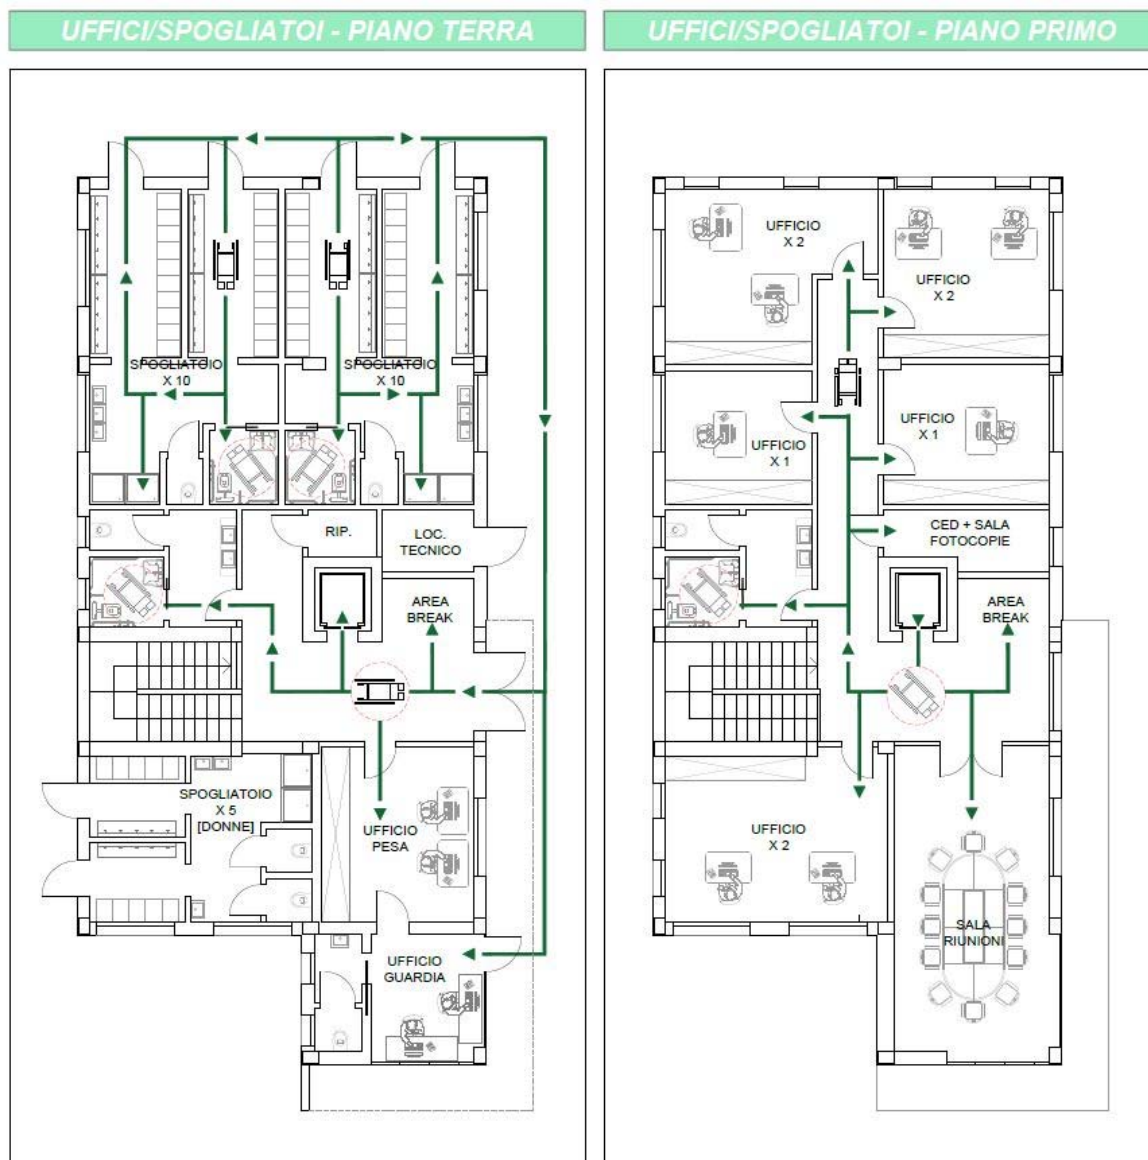 UFFICI/SPOGLIATOI - PIANO TERRA
SPOGLIATOIO
X 10
SPOGLIATOIO
X 10
RIP.
LOC.
TECNICO
AREA
BREAK
SPOGLIATOIO
X 5
[DONNE]
UFFICIO
PESA
UFFICIO
GUARDIA
UFFICI/SPOGLIATOI - PIANO PRIMO
UFFICIO
X 2
UFFICIO
X 2
UFFICIO
X 1
UFFICIO
X 1
CED + SALA
FOTOCOPIE
AREA
BREAK
UFFICIO
X 2
SALA
RIUNIONI